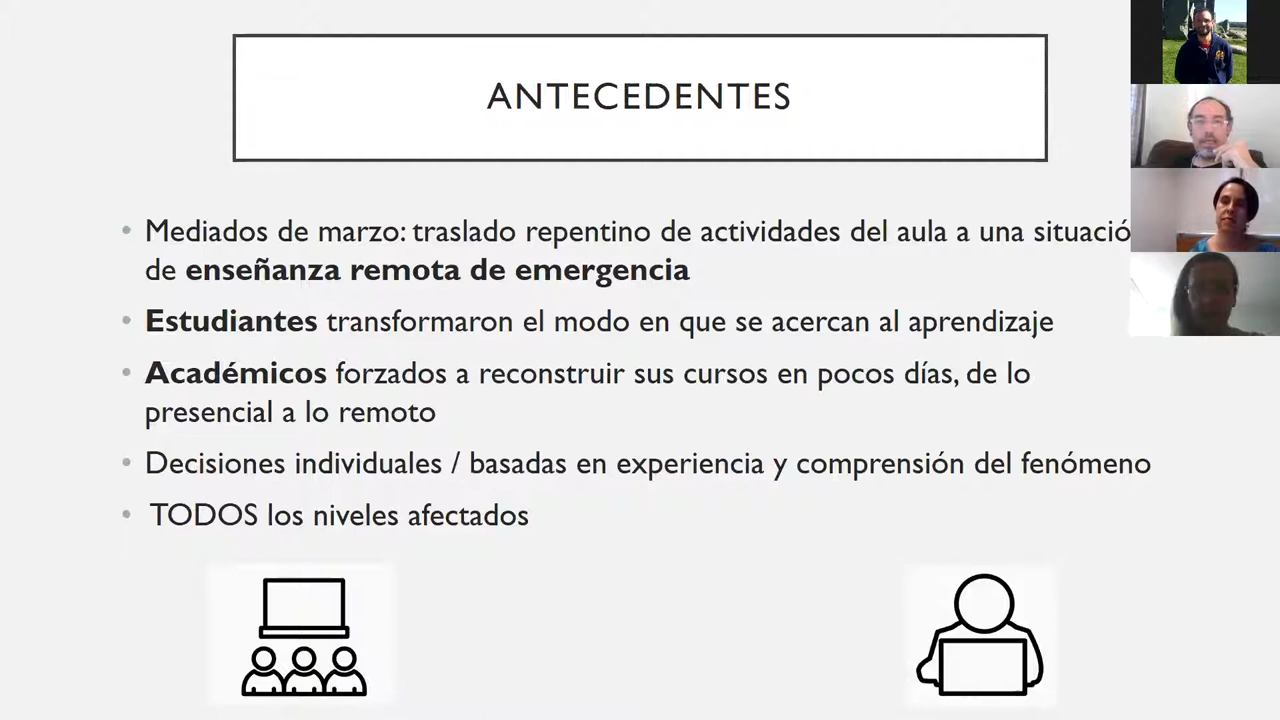 ANTECEDENTES
• Mediados de marzo: traslado repentino de actividades del aula a una situació
de enseñanza remota de emergencia
• Estudiantes transformaron el modo en que se acercan al aprendizaje
• Académicos forzados a reconstruir sus cursos en pocos días, de lo
presencial a lo remoto
• Decisiones individuales / basadas en experiencia y comprensión del fenómeno
• TODOS los niveles afectados